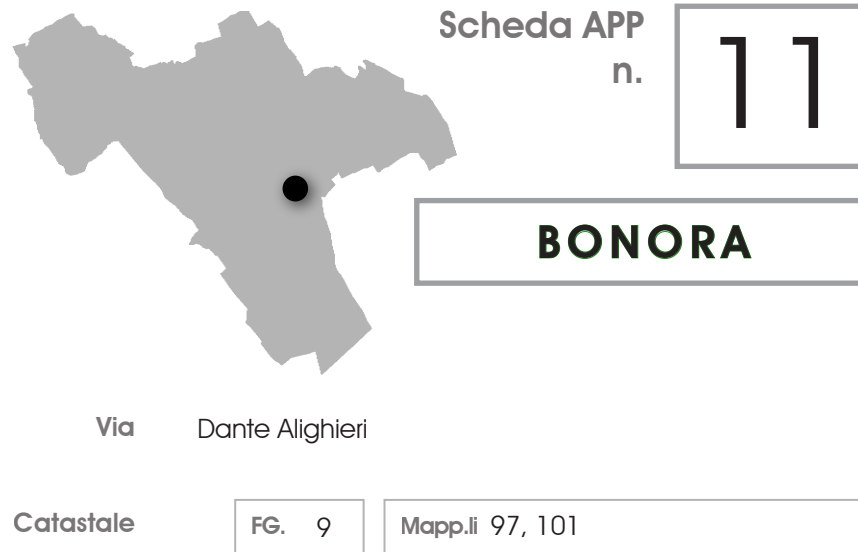 Scheda APP
n.
11
BONORA
Via Dante Alighieri
Catastale FG. 9 Mapp.li 97, 101